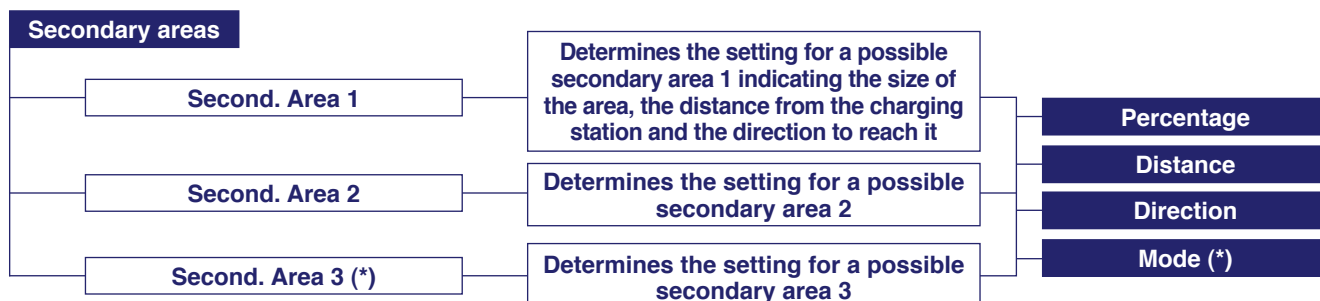 Secondary areas
Second. Area 1
Determines the setting for a possible
secondary area 1 indicating the size of
the area, the distance from the charging
station and the direction to reach it
Second. Area 2
Determines the setting for a possible
secondary area 2
Second. Area 3 (*)
Determines the setting for a possible
secondary area 3
Percentage
Distance
Direction
Mode (*)